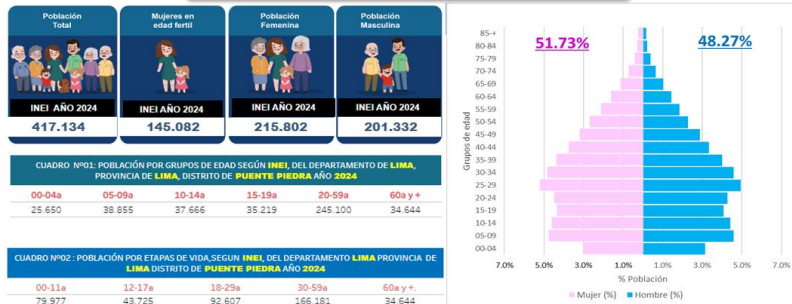 Población
Total
INEI AÑO 2024
417.134
Mujeres en
edad fertil
INEI AÑO 2024
145.082
Población
Femenina
INEI AÑO 2024
215.802
Población
Masculina
INEI AÑO 2024
201.332
CUADRO Nº01: POBLACIÓN POR GRUPOS DE EDAD SEGÚN INEI, DEL DEPARTAMENTO DE LIMA,
PROVINCIA DE LIMA, DISTRITO DE PUENTE PIEDRA AÑO 2024
00-04a 05-09a 10-14a 15-19a 20-59a 60a y +
25.650 38.855 37.666 35.219 245.100 34.644
CUADRO Nº02 : POBLACIÓN POR ETAPAS DE VIDA,SEGUN INEI, DEL DEPARTAMENTO LIMA PROVINCIA DE
LIMA DISTRITO DE PUENTE PIEDRA AÑO 2024
00-11a 12-17a 18-29a 30-59a 60a y +.
79.977 43.725 92.607 166.181 34.644
51.73% 48.27%
Grupos de edad
85-+
80-84
75-79
70-74
65-69
60-64
55-59
50-54
45-49
40-44
35-39
30-34
25-29
20-24
15-19
10-14
05-09
00-04
7.0% 5.0% 3.0% 1.0% 1.0% 3.0% 5.0% 7.0%
% Población
Mujer (%) Hombre (%)